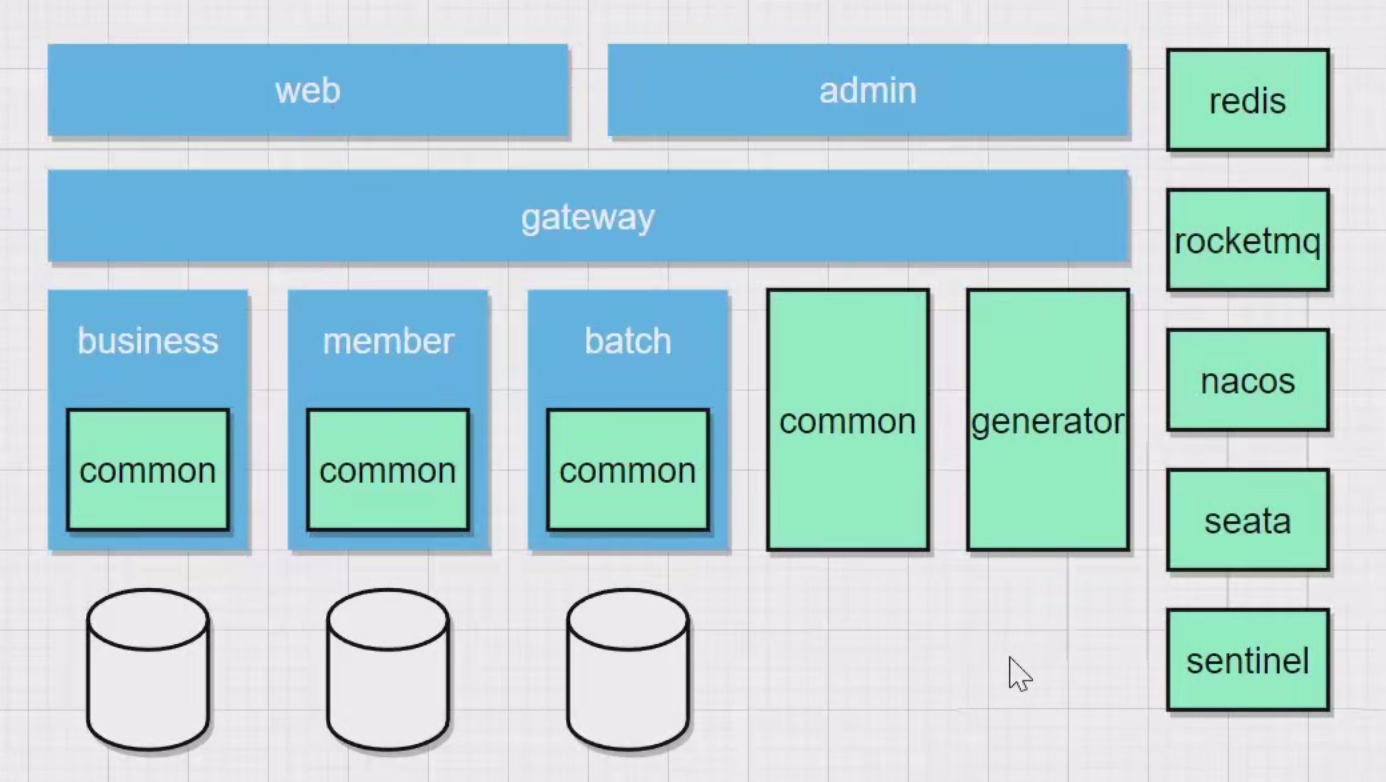 web
admin
gateway
business
member
batch
common
common
common
common
generator
redis
rocketmq
nacos
seata
sentinel